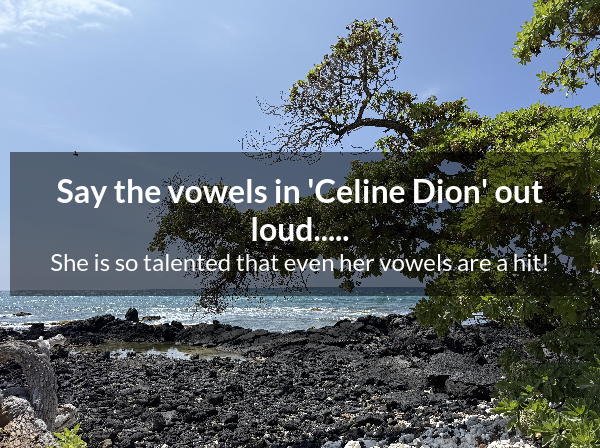 Say the vowels in 'Celine Dion' out
loud.....
She is so talented that even her vowels are a hit!